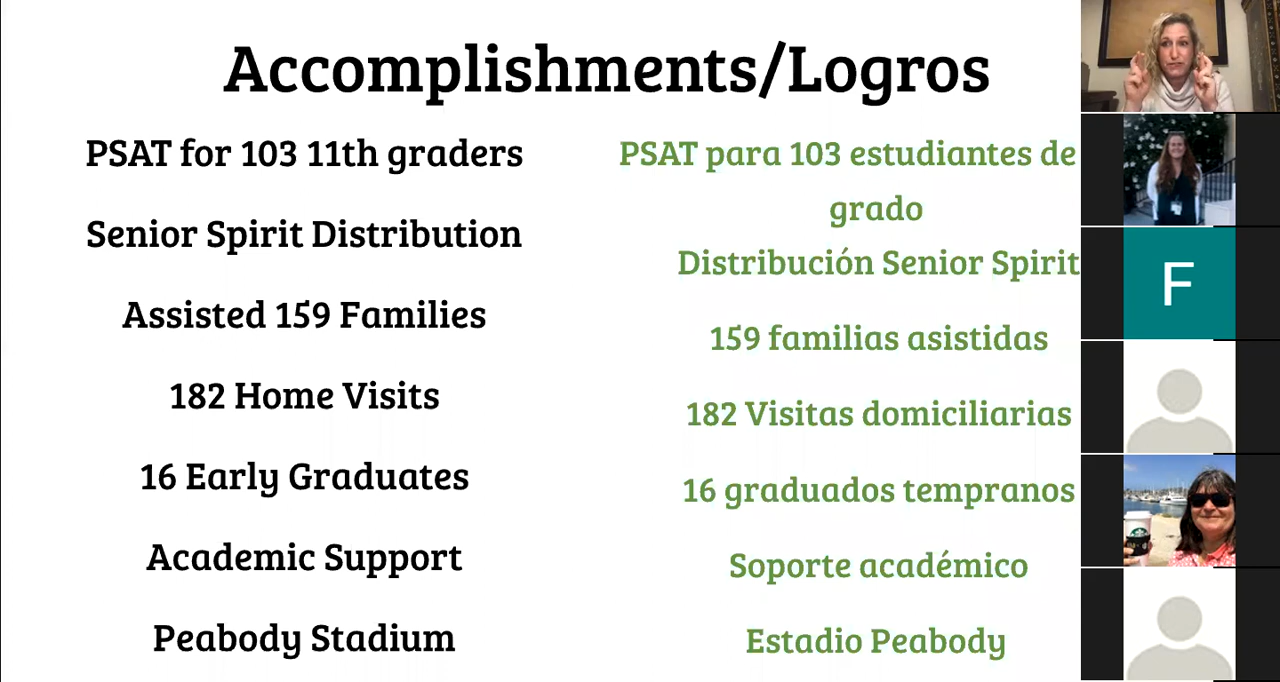 Accomplishments/Logros
PSAT for 103 11th graders
Senior Spirit Distribution
Assisted 159 Families
182 Home Visits
16 Early Graduates
Academic Support
Peabody Stadium
PSAT para 103 estudiantes de
grado
Distribución Senior Spirit
159 familias asistidas
182 Visitas domiciliarias
16 graduados tempranos
Soporte académico
Estadio Peabody
F